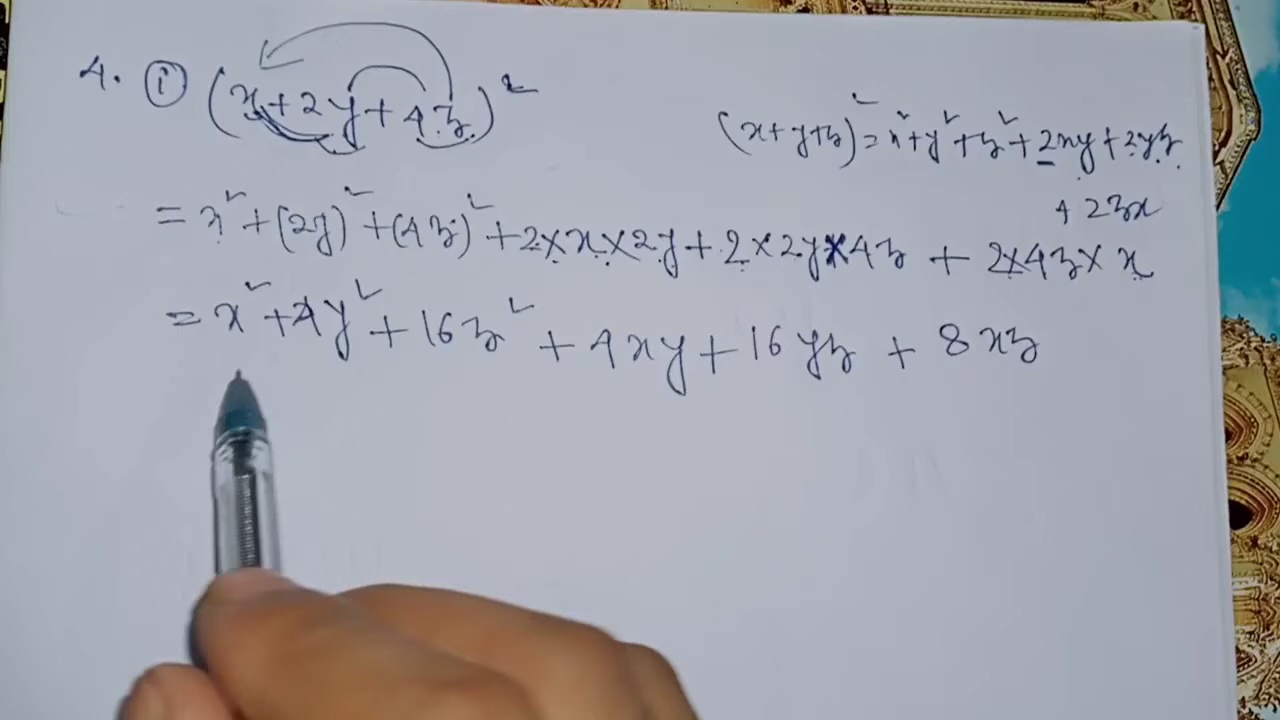 4. (i) (x+2y+4z)²
(x+y+z)² = x²+y²+z²+2xy+2yz
+2zx
= x²+(2y)²+(4z)²+2×x×2y+2×2y×4z + 2×4z×x
= x²+4y²+16z² + 4xy+16yz + 8xz